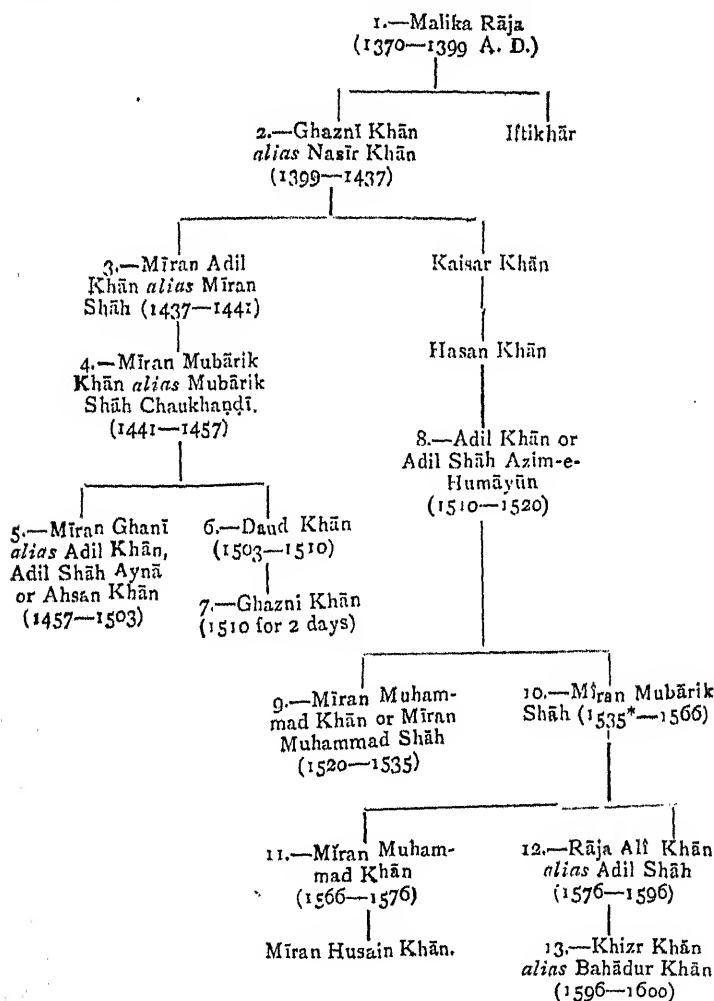 1.—Malika Rāja
(1370—1399 A. D.)
2.—Ghaznī Khān
alias Nasīr Khān
(1399—1437)
Iftikhār
3.—Mīran Adil
Khān alias Mīran
Shāh (1437—1441)
Kaisar Khān
4.—Mīran Mubārik
Khān alias Mubārik
Shāh Chaukhaṇḍī.
(1441—1457)
Hasan Khān
8.—Adil Khān or
Adil Shāh Azim-e-
Humāyūn
(1510—1520)
5.—Mīran Ghanī
alias Adil Khān,
Adil Shāh Aynā
or Ahsan Khān
(1457—1503)
6.—Daud Khān
(1503—1510)
7.—Ghazni Khān
(1510 for 2 days)
9.—Mīran Muham-
mad Khān or Mīran
Muhammad Shāh
(1520—1535)
10.—Mīran Mubārik
Shāh (1535*—1566)
11.—Mīran Muham-
mad Khān
(1566—1576)
12.—Rāja Alī Khān
alias Adil Shāh
(1576—1596)
Mīran Husain Khān.
13.—Khizr Khān
alias Bahādur Khān
(1596—1600)